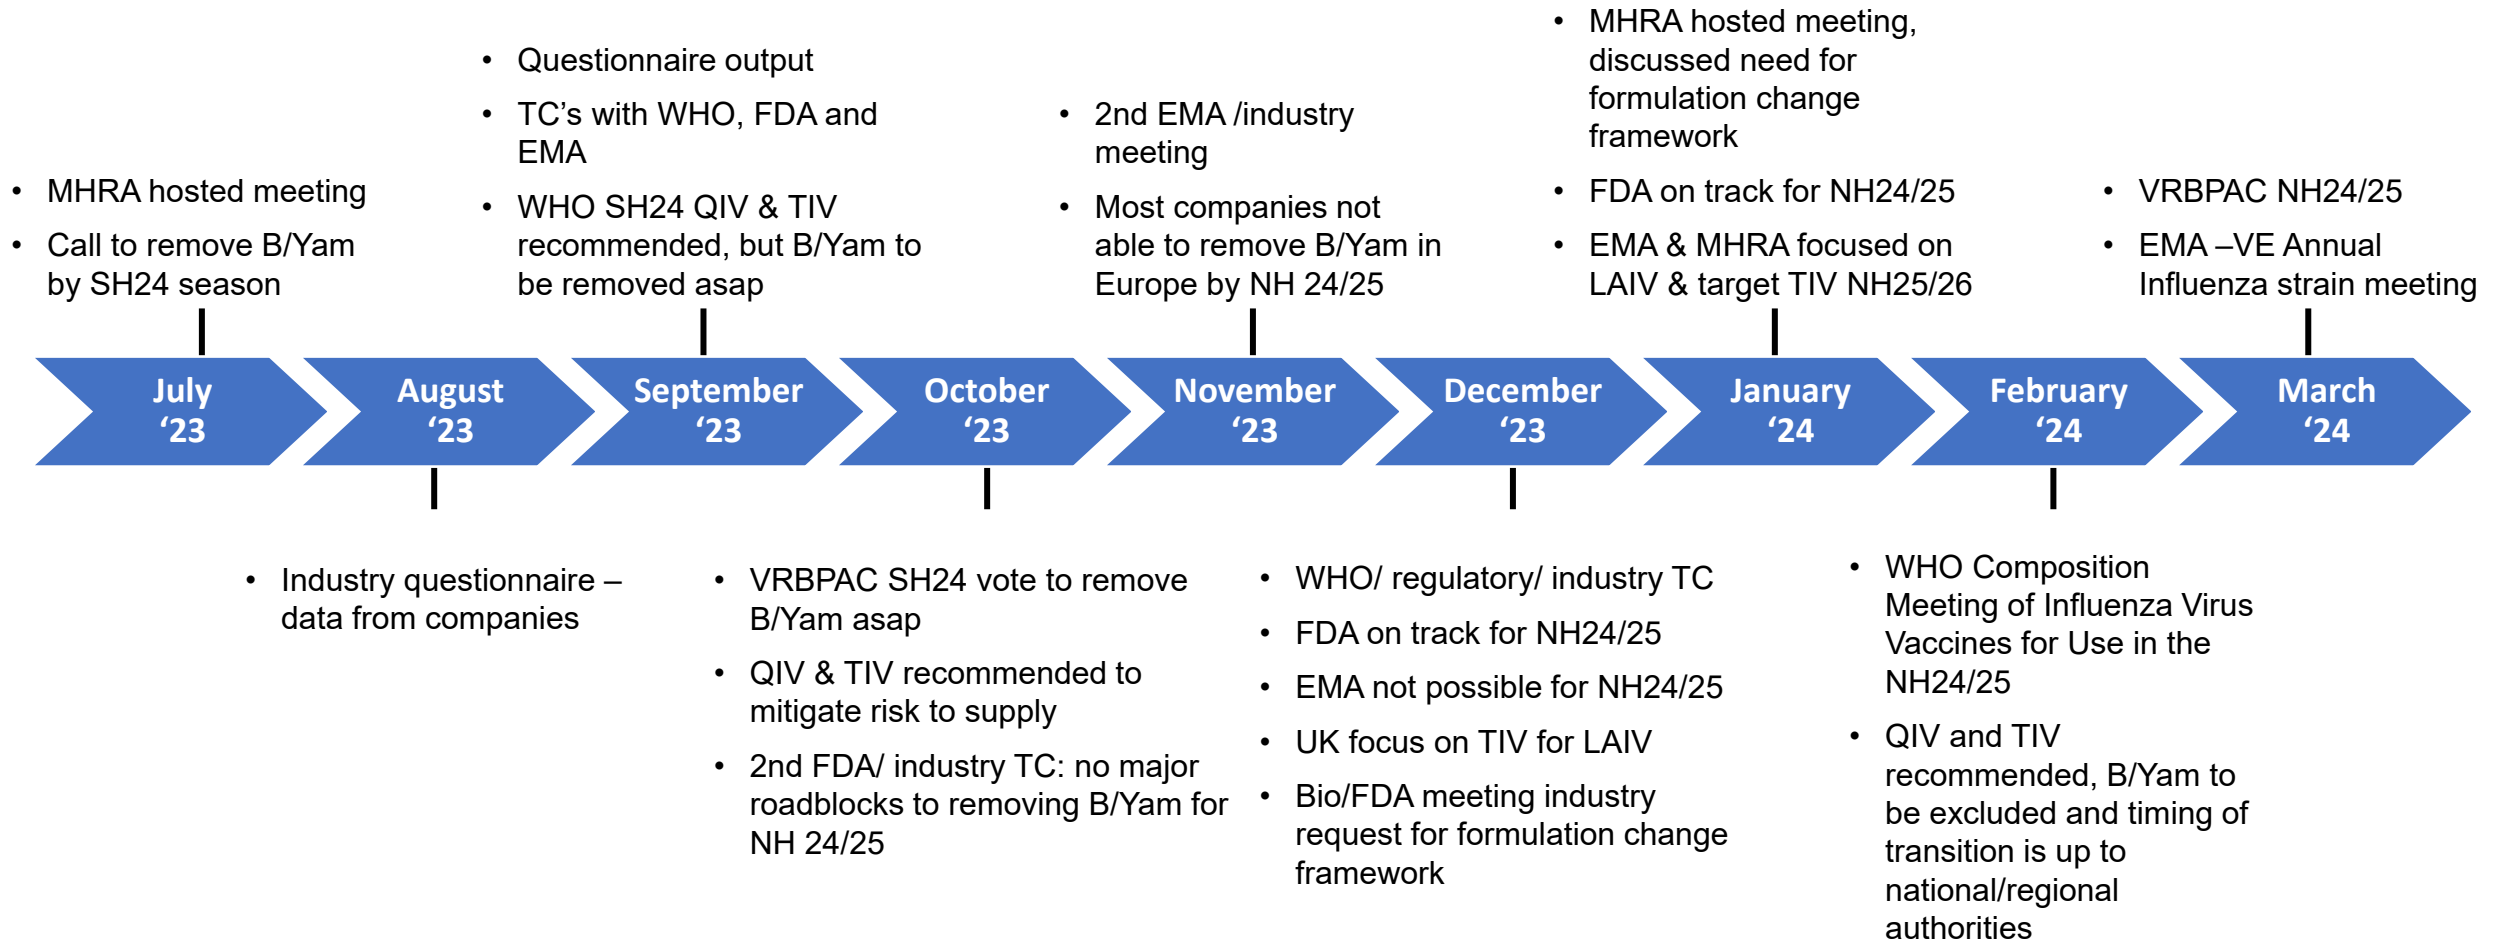 • MHRA hosted meeting
• Call to remove B/Yam
by SH24 season
• Questionnaire output
• TC’s with WHO, FDA and
EMA
• WHO SH24 QIV & TIV
recommended, but B/Yam to
be removed asap
• 2nd EMA /industry
meeting
• Most companies not
able to remove B/Yam in
Europe by NH 24/25
• MHRA hosted meeting,
discussed need for
formulation change
framework
• FDA on track for NH24/25
• EMA & MHRA focused on
LAIV & target TIV NH25/26
• VRBPAC NH24/25
• EMA –VE Annual
Influenza strain meeting
July
‘23
August
‘23
September
‘23
October
‘23
November
‘23
December
‘23
January
‘24
February
‘24
March
‘24
• Industry questionnaire –
data from companies
• VRBPAC SH24 vote to remove
B/Yam asap
• QIV & TIV recommended to
mitigate risk to supply
• 2nd FDA/ industry TC: no major
roadblocks to removing B/Yam for
NH 24/25
• WHO/ regulatory/ industry TC
• FDA on track for NH24/25
• EMA not possible for NH24/25
• UK focus on TIV for LAIV
• Bio/FDA meeting industry
request for formulation change
framework
• WHO Composition
Meeting of Influenza Virus
Vaccines for Use in the
NH24/25
• QIV and TIV
recommended, B/Yam to
be excluded and timing of
transition is up to
national/regional
authorities